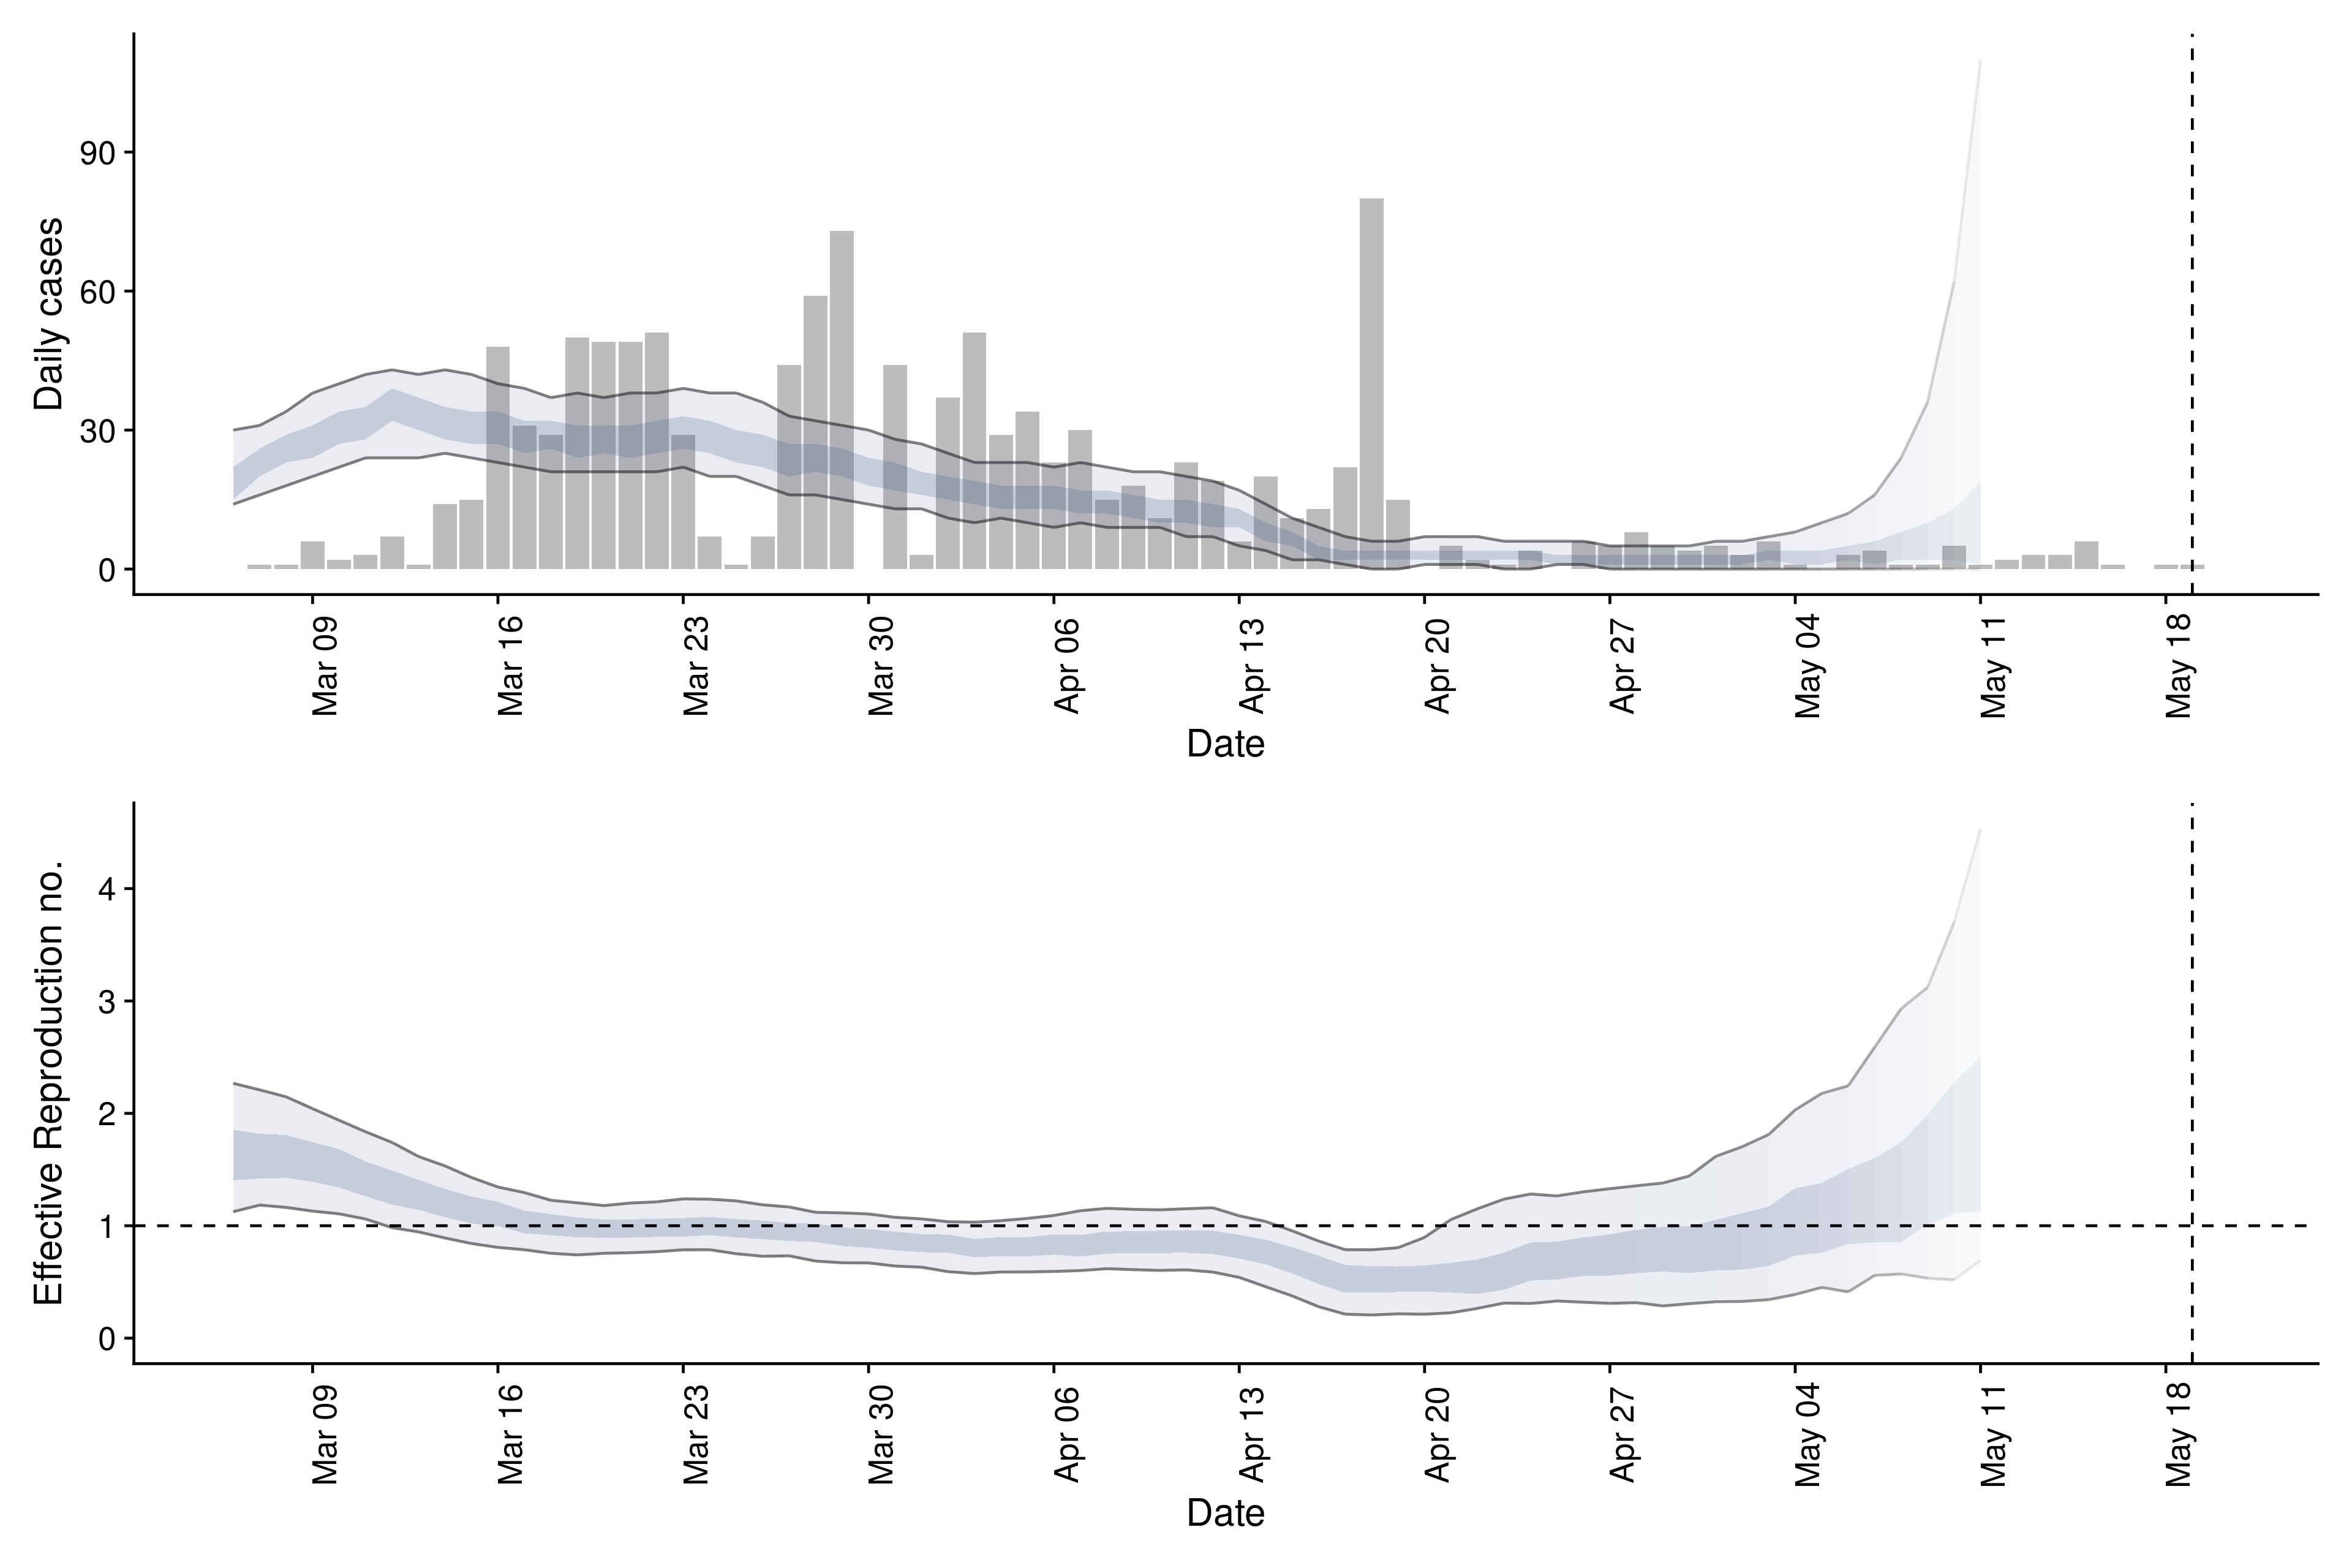 Daily cases
90
60
30
0
Mar 09
Mar 16
Mar 23
Mar 30
Apr 06
Apr 13
Apr 20
Apr 27
May 04
May 11
May 18
Date
Effective Reproduction no.
4
3
2
1
0
Mar 09
Mar 16
Mar 23
Mar 30
Apr 06
Apr 13
Apr 20
Apr 27
May 04
May 11
May 18
Date